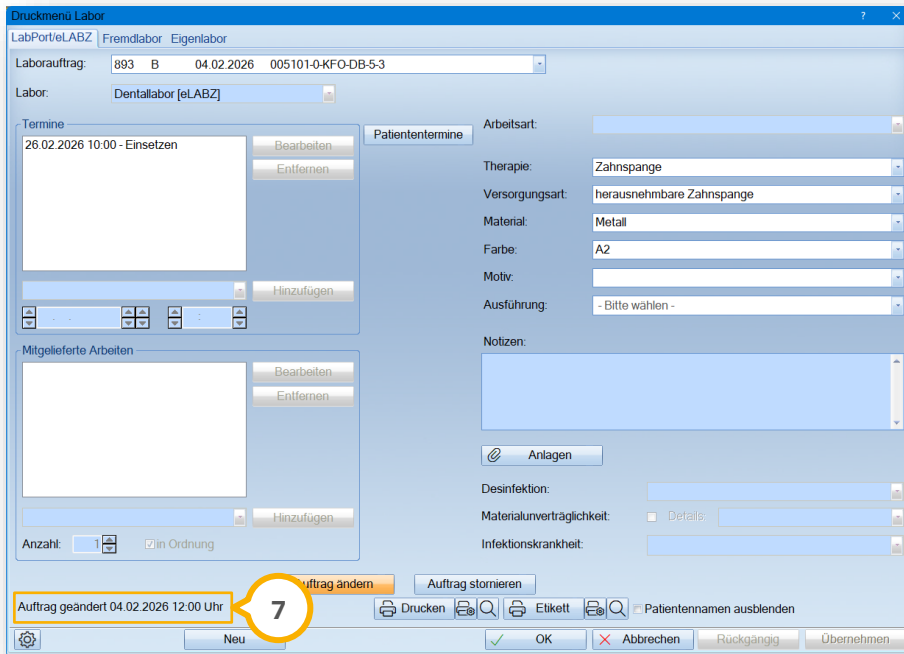 Druckmenü Labor
LabPort/eLABZ Fremdlabor Eigenlabor
Laborauftrag: 893 B 04.02.2026 005101-0-KFO-DB-5-3
Labor: Dentallabor [eLABZ]
Termine
26.02.2026 10:00 - Einsetzen
Bearbeiten
Entfernen
Hinzufügen
. . :
Patiententermine
Mitgelieferte Arbeiten
Bearbeiten
Entfernen
Hinzufügen
Anzahl: 1 in Ordnung
Arbeitsart:
Therapie: Zahnspange
Versorgungsart: herausnehmbare Zahnspange
Material: Metall
Farbe: A2
Motiv:
Ausführung: - Bitte wählen -
Notizen:
Anlagen
Desinfektion:
Materialunverträglichkeit: Details:
Infektionskrankheit:
uftrag ändern Auftrag stornieren
Auftrag geändert 04.02.2026 12:00 Uhr 7 Drucken Etikett Patientennamen ausblenden
Neu OK Abbrechen Rückgängig Übernehmen